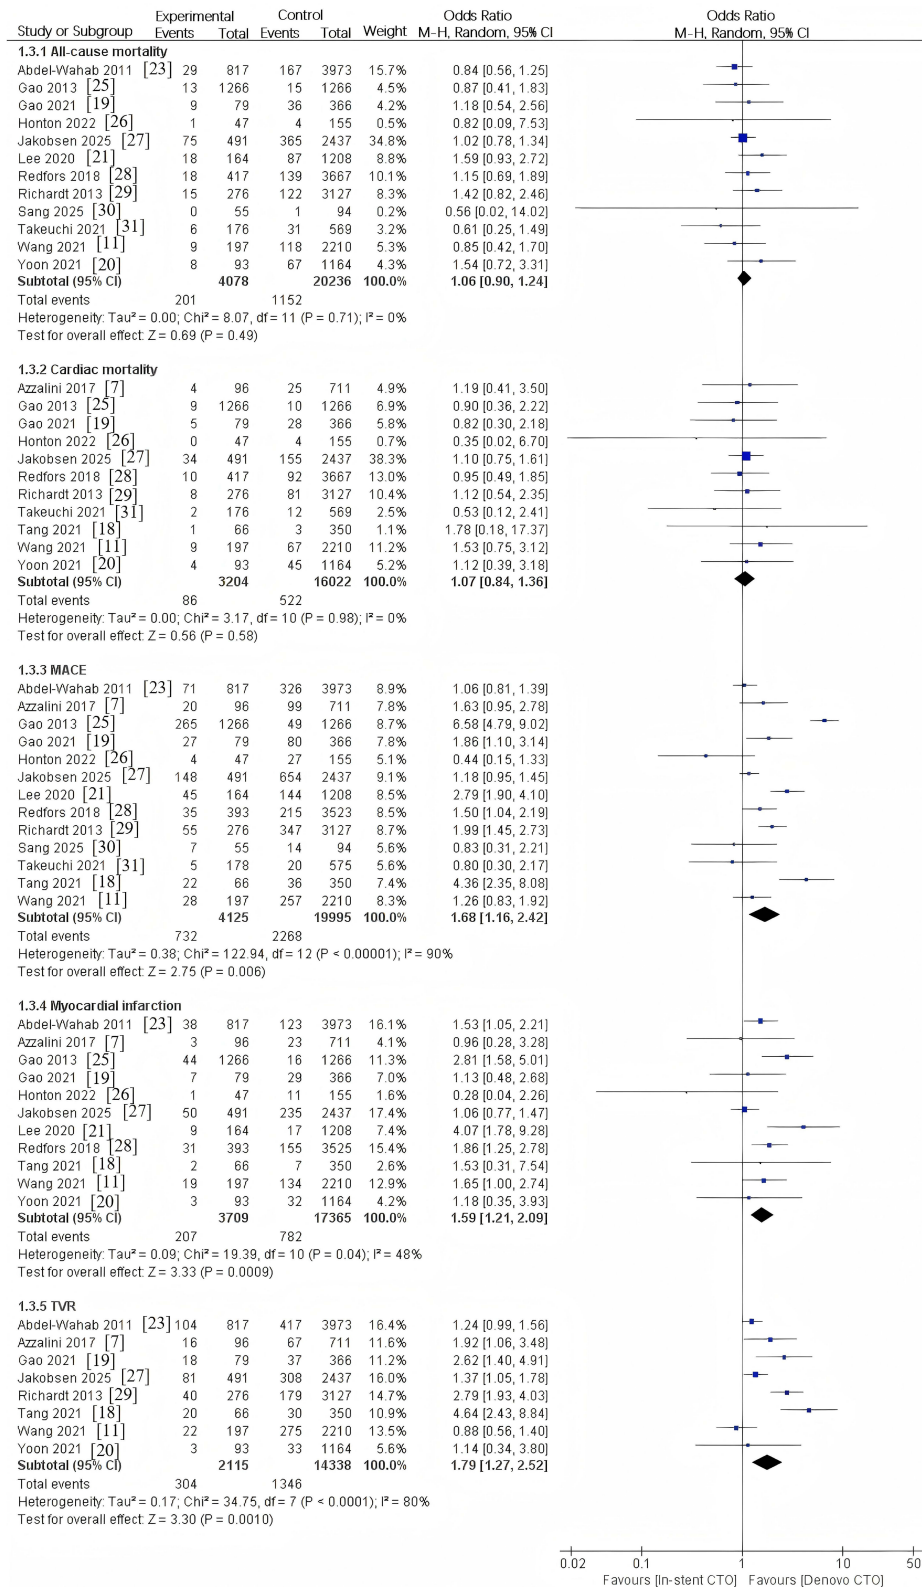 Experimental Control Odds Ratio Odds Ratio
Study or Subgroup Events Total Events Total Weight M-H, Random, 95% CI M-H, Random, 95% CI
1.3.1 All-cause mortality
Abdel-Wahab 2011 [23] 29 817 167 3973 15.7% 0.84 [0.56, 1.25]
Gao 2013 [25] 13 1266 15 1266 4.5% 0.87 [0.41, 1.83]
Gao 2021 [19] 9 79 36 366 4.2% 1.18 [0.54, 2.56]
Honton 2022 [26] 1 47 4 155 0.5% 0.82 [0.09, 7.53]
Jakobsen 2025 [27] 75 491 365 2437 34.8% 1.02 [0.78, 1.34]
Lee 2020 [21] 18 164 87 1208 8.8% 1.59 [0.93, 2.72]
Redfors 2018 [28] 18 417 139 3667 10.1% 1.15 [0.69, 1.89]
Richardt 2013 [29] 15 276 122 3127 8.3% 1.42 [0.82, 2.46]
Sang 2025 [30] 0 55 1 94 0.2% 0.56 [0.02, 14.02]
Takeuchi 2021 [31] 6 176 31 569 3.2% 0.61 [0.25, 1.49]
Wang 2021 [11] 9 197 118 2210 5.3% 0.85 [0.42, 1.70]
Yoon 2021 [20] 8 93 67 1164 4.3% 1.54 [0.72, 3.31]
Subtotal (95% CI) 4078 20236 100.0% 1.06 [0.90, 1.24]
Total events 201 1152
Heterogeneity: Tau² = 0.00; Chi² = 8.07, df = 11 (P = 0.71); I² = 0%
Test for overall effect: Z = 0.69 (P = 0.49)
1.3.2 Cardiac mortality
Azzalini 2017 [7] 4 96 25 711 4.9% 1.19 [0.41, 3.50]
Gao 2013 [25] 9 1266 10 1266 6.9% 0.90 [0.36, 2.22]
Gao 2021 [19] 5 79 28 366 5.8% 0.82 [0.30, 2.18]
Honton 2022 [26] 0 47 4 155 0.7% 0.35 [0.02, 6.70]
Jakobsen 2025 [27] 34 491 155 2437 38.3% 1.10 [0.75, 1.61]
Redfors 2018 [28] 10 417 92 3667 13.0% 0.95 [0.49, 1.85]
Richardt 2013 [29] 8 276 81 3127 10.4% 1.12 [0.54, 2.35]
Takeuchi 2021 [31] 2 176 12 569 2.5% 0.53 [0.12, 2.41]
Tang 2021 [18] 1 66 3 350 1.1% 1.78 [0.18, 17.37]
Wang 2021 [11] 9 197 67 2210 11.2% 1.53 [0.75, 3.12]
Yoon 2021 [20] 4 93 45 1164 5.2% 1.12 [0.39, 3.18]
Subtotal (95% CI) 3204 16022 100.0% 1.07 [0.84, 1.36]
Total events 86 522
Heterogeneity: Tau² = 0.00; Chi² = 3.17, df = 10 (P = 0.98); I² = 0%
Test for overall effect: Z = 0.56 (P = 0.58)
1.3.3 MACE
Abdel-Wahab 2011 [23] 71 817 326 3973 8.9% 1.06 [0.81, 1.39]
Azzalini 2017 [7] 20 96 99 711 7.8% 1.63 [0.95, 2.78]
Gao 2013 [25] 265 1266 49 1266 8.7% 6.58 [4.79, 9.02]
Gao 2021 [19] 27 79 80 366 7.8% 1.86 [1.10, 3.14]
Honton 2022 [26] 4 47 27 155 5.1% 0.44 [0.15, 1.33]
Jakobsen 2025 [27] 148 491 654 2437 9.1% 1.18 [0.95, 1.45]
Lee 2020 [21] 45 164 144 1208 8.5% 2.79 [1.90, 4.10]
Redfors 2018 [28] 35 393 215 3523 8.5% 1.50 [1.04, 2.19]
Richardt 2013 [29] 55 276 347 3127 8.7% 1.99 [1.45, 2.73]
Sang 2025 [30] 7 55 14 94 5.6% 0.83 [0.31, 2.21]
Takeuchi 2021 [31] 5 178 20 575 5.6% 0.80 [0.30, 2.17]
Tang 2021 [18] 22 66 36 350 7.4% 4.36 [2.35, 8.08]
Wang 2021 [11] 28 197 257 2210 8.3% 1.26 [0.83, 1.92]
Subtotal (95% CI) 4125 19995 100.0% 1.68 [1.16, 2.42]
Total events 732 2268
Heterogeneity: Tau² = 0.38; Chi² = 122.94, df = 12 (P < 0.00001); I² = 90%
Test for overall effect: Z = 2.75 (P = 0.006)
1.3.4 Myocardial infarction
Abdel-Wahab 2011 [23] 38 817 123 3973 16.1% 1.53 [1.05, 2.21]
Azzalini 2017 [7] 3 96 23 711 4.1% 0.96 [0.28, 3.28]
Gao 2013 [25] 44 1266 16 1266 11.3% 2.81 [1.58, 5.01]
Gao 2021 [19] 7 79 29 366 7.0% 1.13 [0.48, 2.68]
Honton 2022 [26] 1 47 11 155 1.6% 0.28 [0.04, 2.26]
Jakobsen 2025 [27] 50 491 235 2437 17.4% 1.06 [0.77, 1.47]
Lee 2020 [21] 9 164 17 1208 7.4% 4.07 [1.78, 9.28]
Redfors 2018 [28] 31 393 155 3525 15.4% 1.86 [1.25, 2.78]
Tang 2021 [18] 2 66 7 350 2.6% 1.53 [0.31, 7.54]
Wang 2021 [11] 19 197 134 2210 12.9% 1.65 [1.00, 2.74]
Yoon 2021 [20] 3 93 32 1164 4.2% 1.18 [0.35, 3.93]
Subtotal (95% CI) 3709 17365 100.0% 1.59 [1.21, 2.09]
Total events 207 782
Heterogeneity: Tau² = 0.09; Chi² = 19.39, df = 10 (P = 0.04); I² = 48%
Test for overall effect: Z = 3.33 (P = 0.0009)
1.3.5 TVR
Abdel-Wahab 2011 [23] 104 817 417 3973 16.4% 1.24 [0.99, 1.56]
Azzalini 2017 [7] 16 96 67 711 11.6% 1.92 [1.06, 3.48]
Gao 2021 [19] 18 79 37 366 11.2% 2.62 [1.40, 4.91]
Jakobsen 2025 [27] 81 491 308 2437 16.0% 1.37 [1.05, 1.78]
Richardt 2013 [29] 40 276 179 3127 14.7% 2.79 [1.93, 4.03]
Tang 2021 [18] 20 66 30 350 10.9% 4.64 [2.43, 8.84]
Wang 2021 [11] 22 197 275 2210 13.5% 0.88 [0.56, 1.40]
Yoon 2021 [20] 3 93 33 1164 5.6% 1.14 [0.34, 3.80]
Subtotal (95% CI) 2115 14338 100.0% 1.79 [1.27, 2.52]
Total events 304 1346
Heterogeneity: Tau² = 0.17; Chi² = 34.75, df = 7 (P < 0.0001); I² = 80%
Test for overall effect: Z = 3.30 (P = 0.0010)
0.02 0.1 1 10 50
Favours [In-stent CTO] Favours [Denovo CTO]